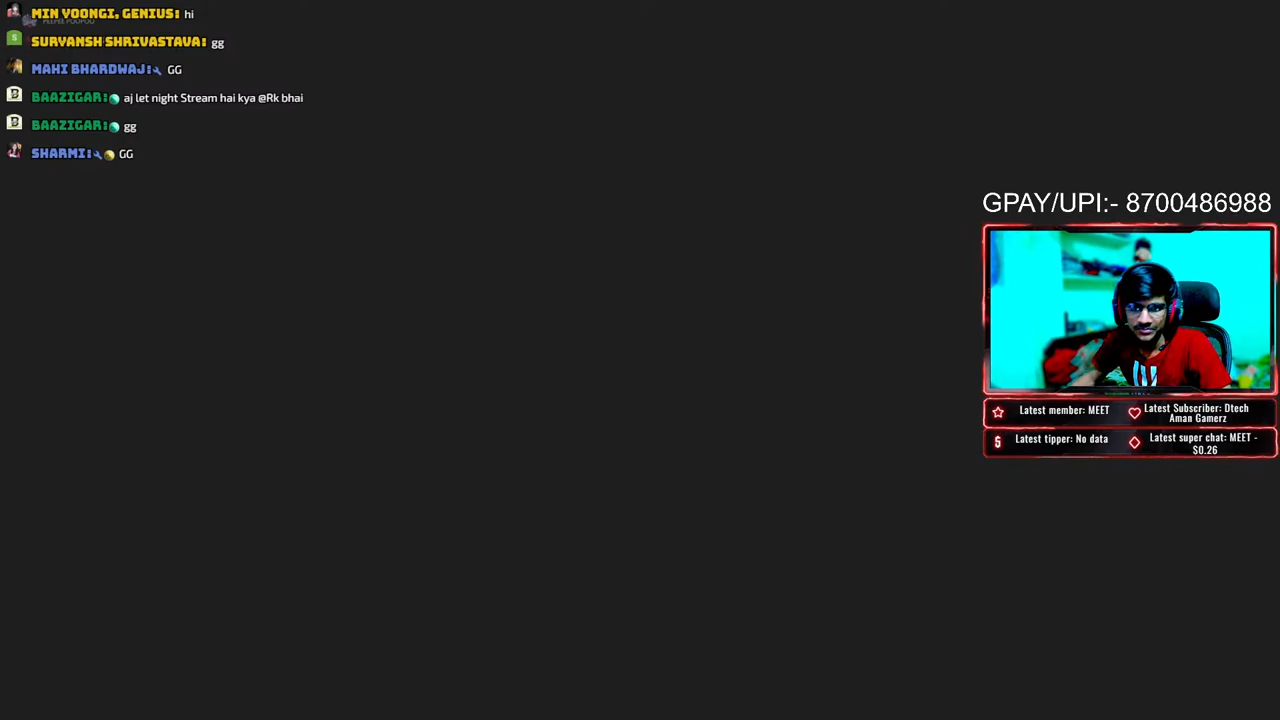 MIN YOONGI, GENIUS: hi
PEEPEE POOPOO
SURYANSH SHRIVASTAVA: gg
MAHI BHARDWAJ: GG
BAAZIGAR: aj let night Stream hai kya @Rk bhai
BAAZIGAR: gg
SHARMI: GG
GPAY/UPI:- 8700486988
Latest member: MEET
Latest Subscriber: Dtech
Aman Gamerz
Latest tipper: No data
Latest super chat: MEET -
$0.26